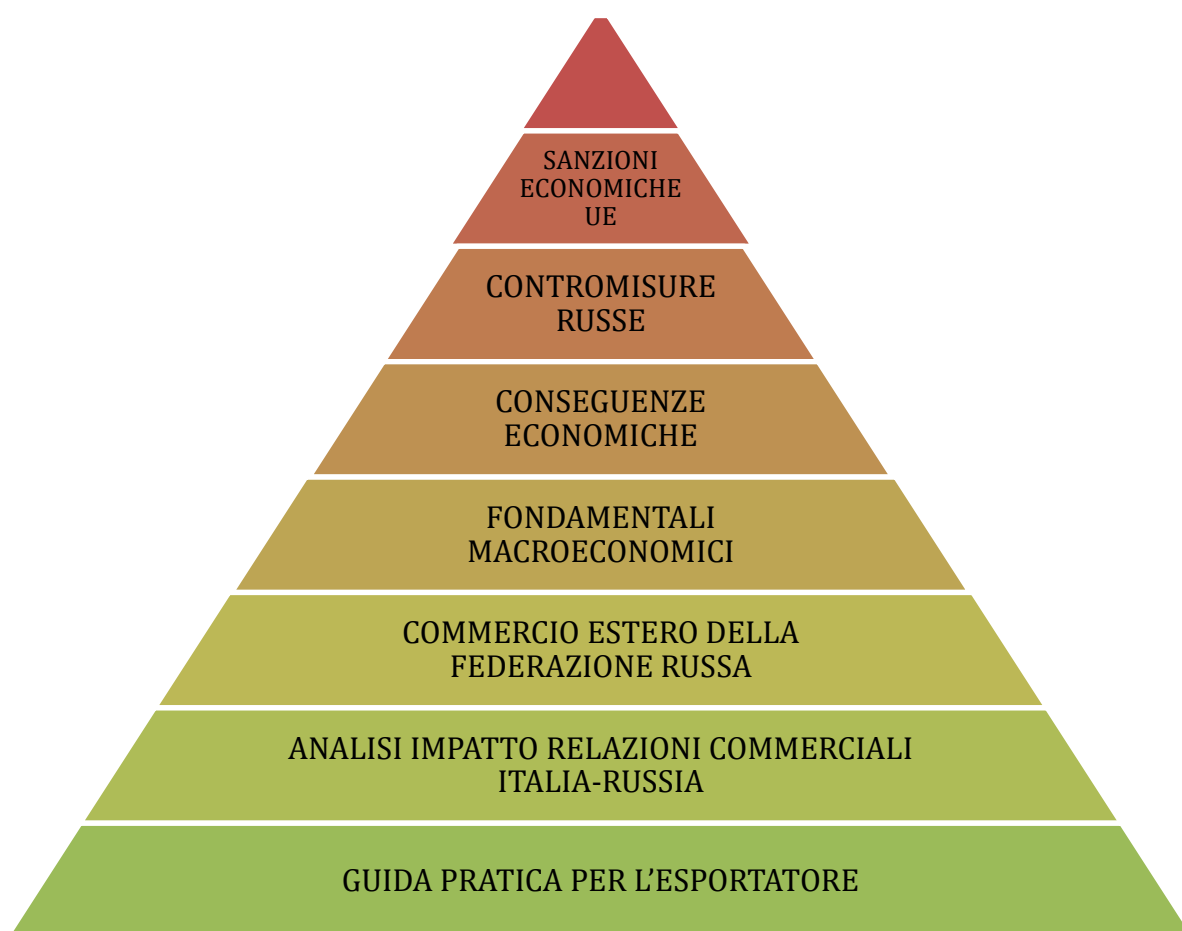 SANZIONI
ECONOMICHE
UE
CONTROMISURE
RUSSE
CONSEGUENZE
ECONOMICHE
FONDAMENTALI
MACROECONOMICI
COMMERCIO ESTERO DELLA
FEDERAZIONE RUSSA
ANALISI IMPATTO RELAZIONI COMMERCIALI
ITALIA-RUSSIA
GUIDA PRATICA PER L’ESPORTATORE